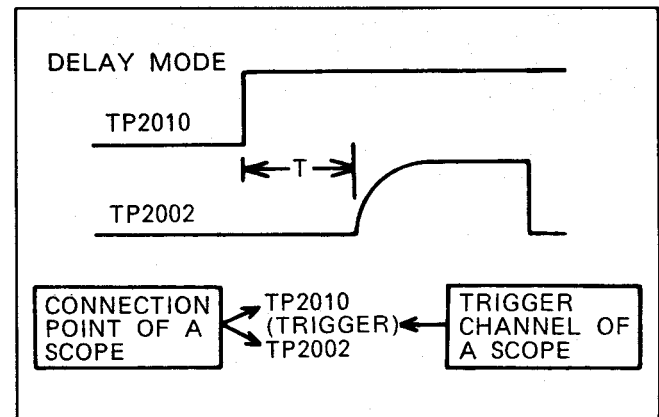 DELAY MODE
TP2010
T
TP2002
CONNECTION
POINT OF A
SCOPE
TP2010
(TRIGGER)
TP2002
TRIGGER
CHANNEL OF
A SCOPE